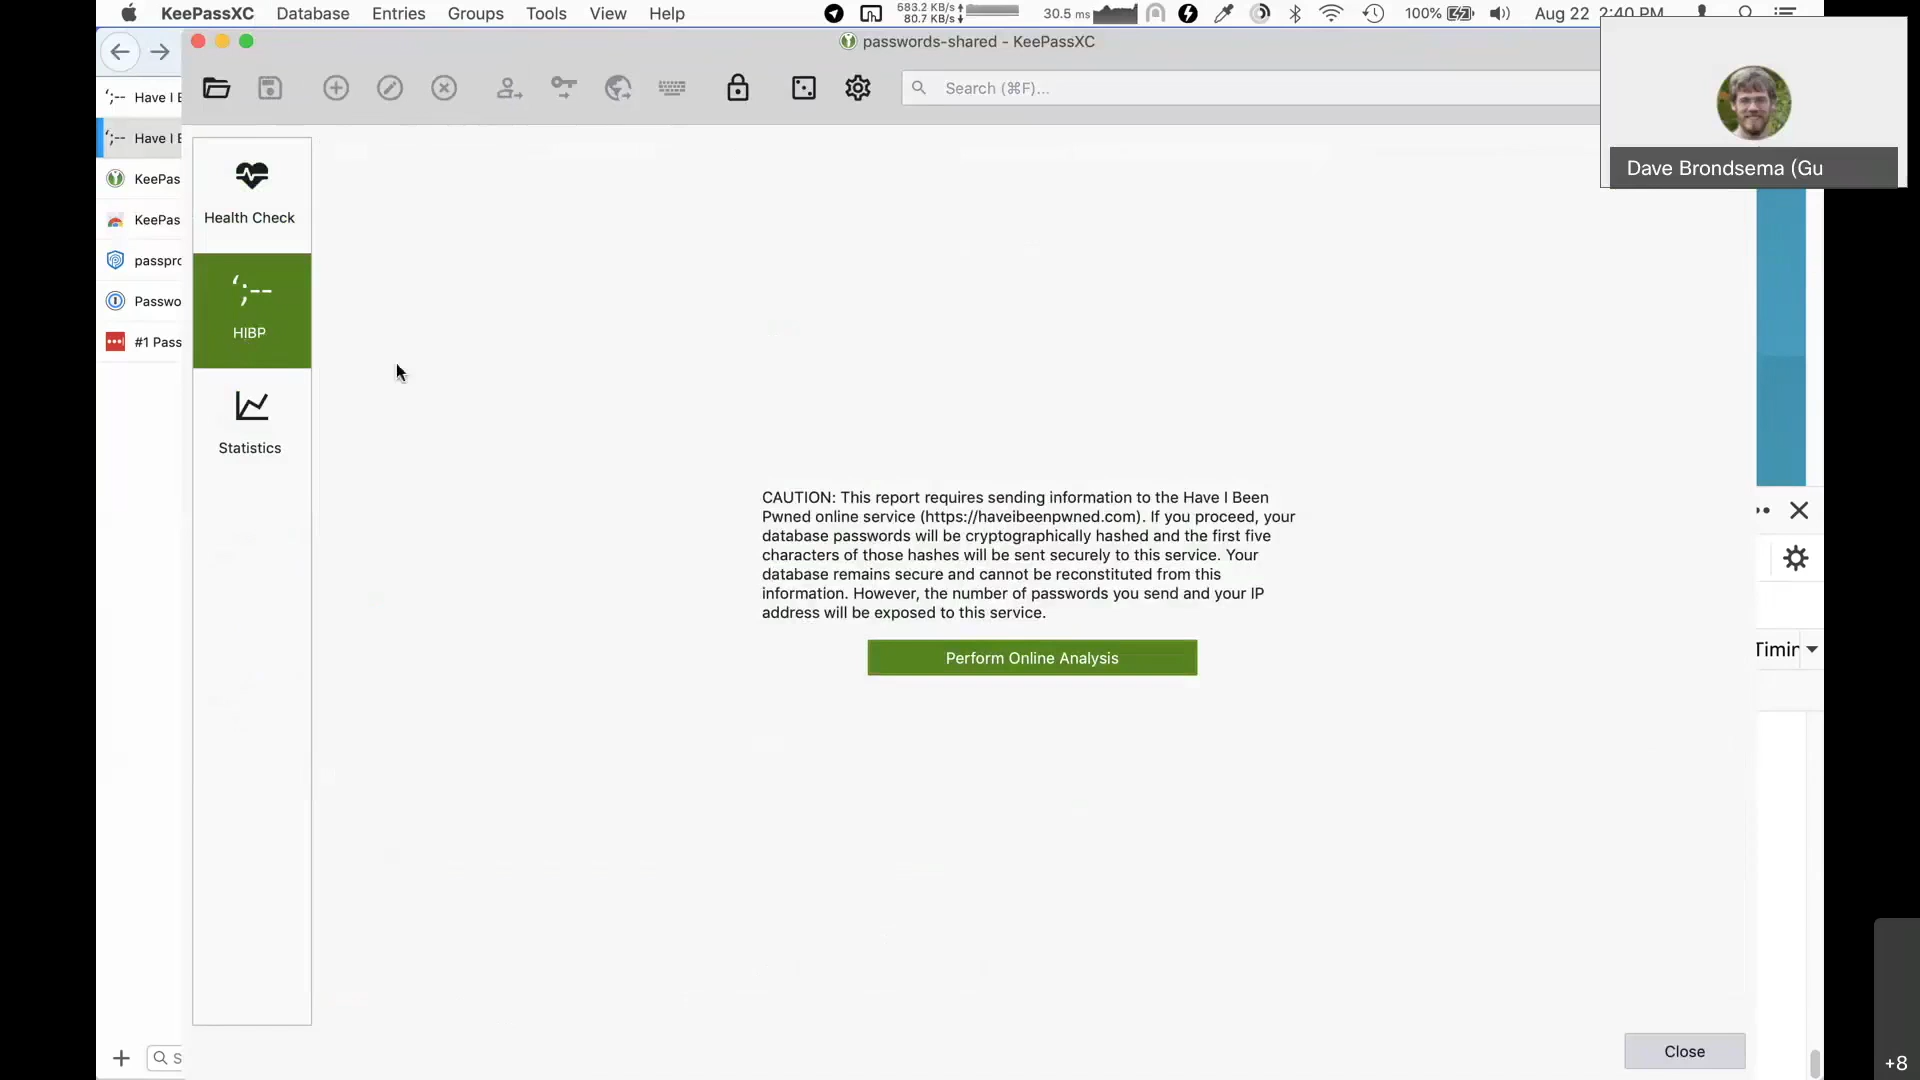 KeePassXC Database Entries Groups Tools View Help 683.2 KB/s 80.7 KB/s 30.5 ms 100% Aug 22 2:40 PM
passwords-shared - KeePassXC
Search (⌘F)...
Have I B
Have I B
KeePas
KeePas
passpro
Passwo
#1 Pass
Health Check
‘;--
HIBP
Statistics
Dave Brondsema (Gu
CAUTION: This report requires sending information to the Have I Been
Pwned online service (https://haveibeenpwned.com). If you proceed, your
database passwords will be cryptographically hashed and the first five
characters of those hashes will be sent securely to this service. Your
database remains secure and cannot be reconstituted from this
information. However, the number of passwords you send and your IP
address will be exposed to this service.
Perform Online Analysis
Timin
Close
S
+8